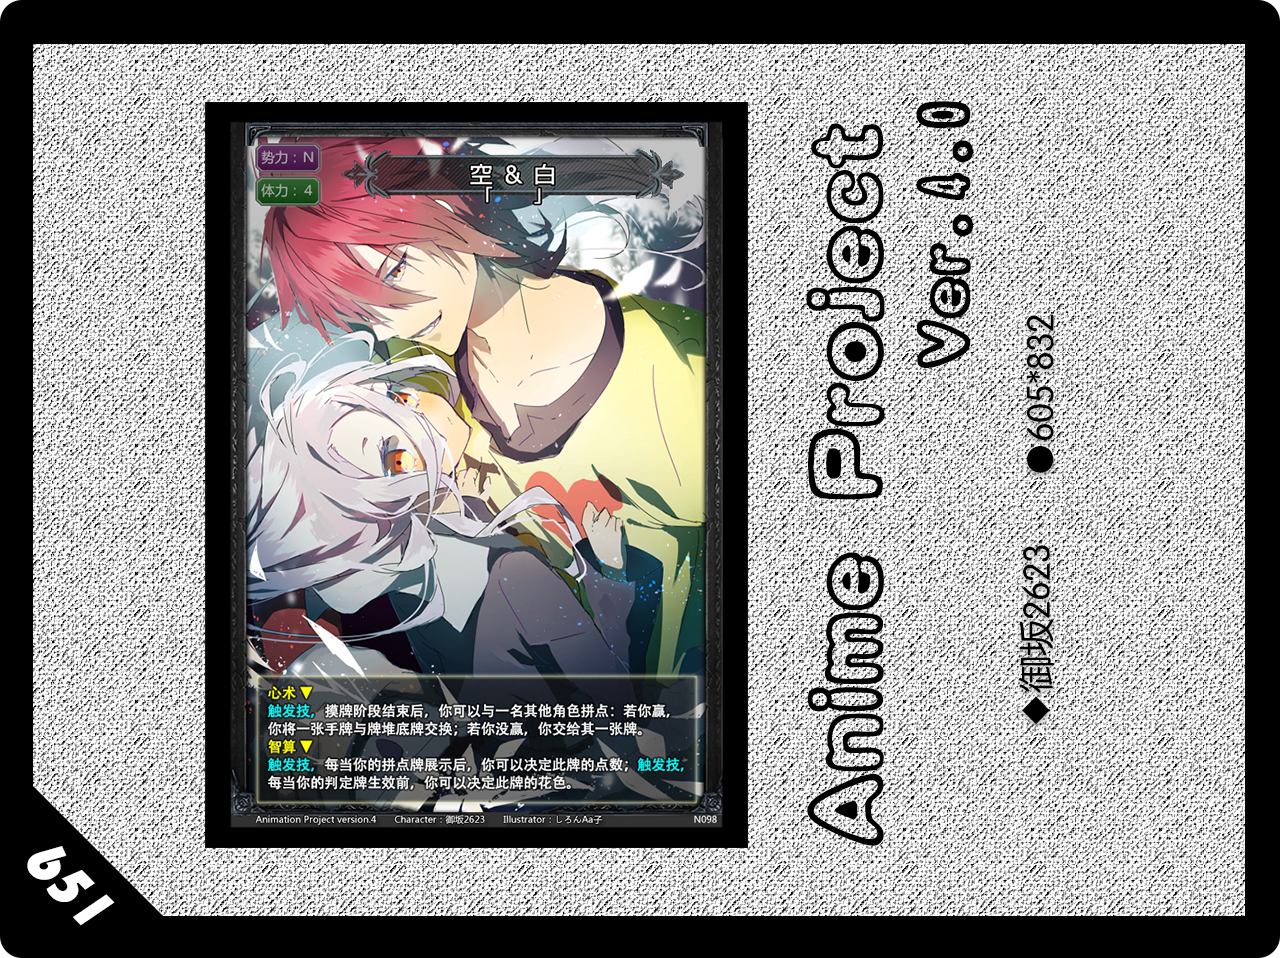 势力：N
空 & 白
「 」
体力：4
心术▼
触发技，摸牌阶段结束后，你可以与一名其他角色拼点：若你赢，
你将一张手牌与牌堆底牌交换；若你没赢，你交给其一张牌。
智算▼
触发技，每当你的拼点牌展示后，你可以决定此牌的点数；触发技，
每当你的判定牌生效前，你可以决定此牌的花色。
Animation Project version.4 Character：御坂2623 Illustrator：しろんAa子 N098
Anime Project
Ver.4.0
◆御坂2623 ●605*832
651